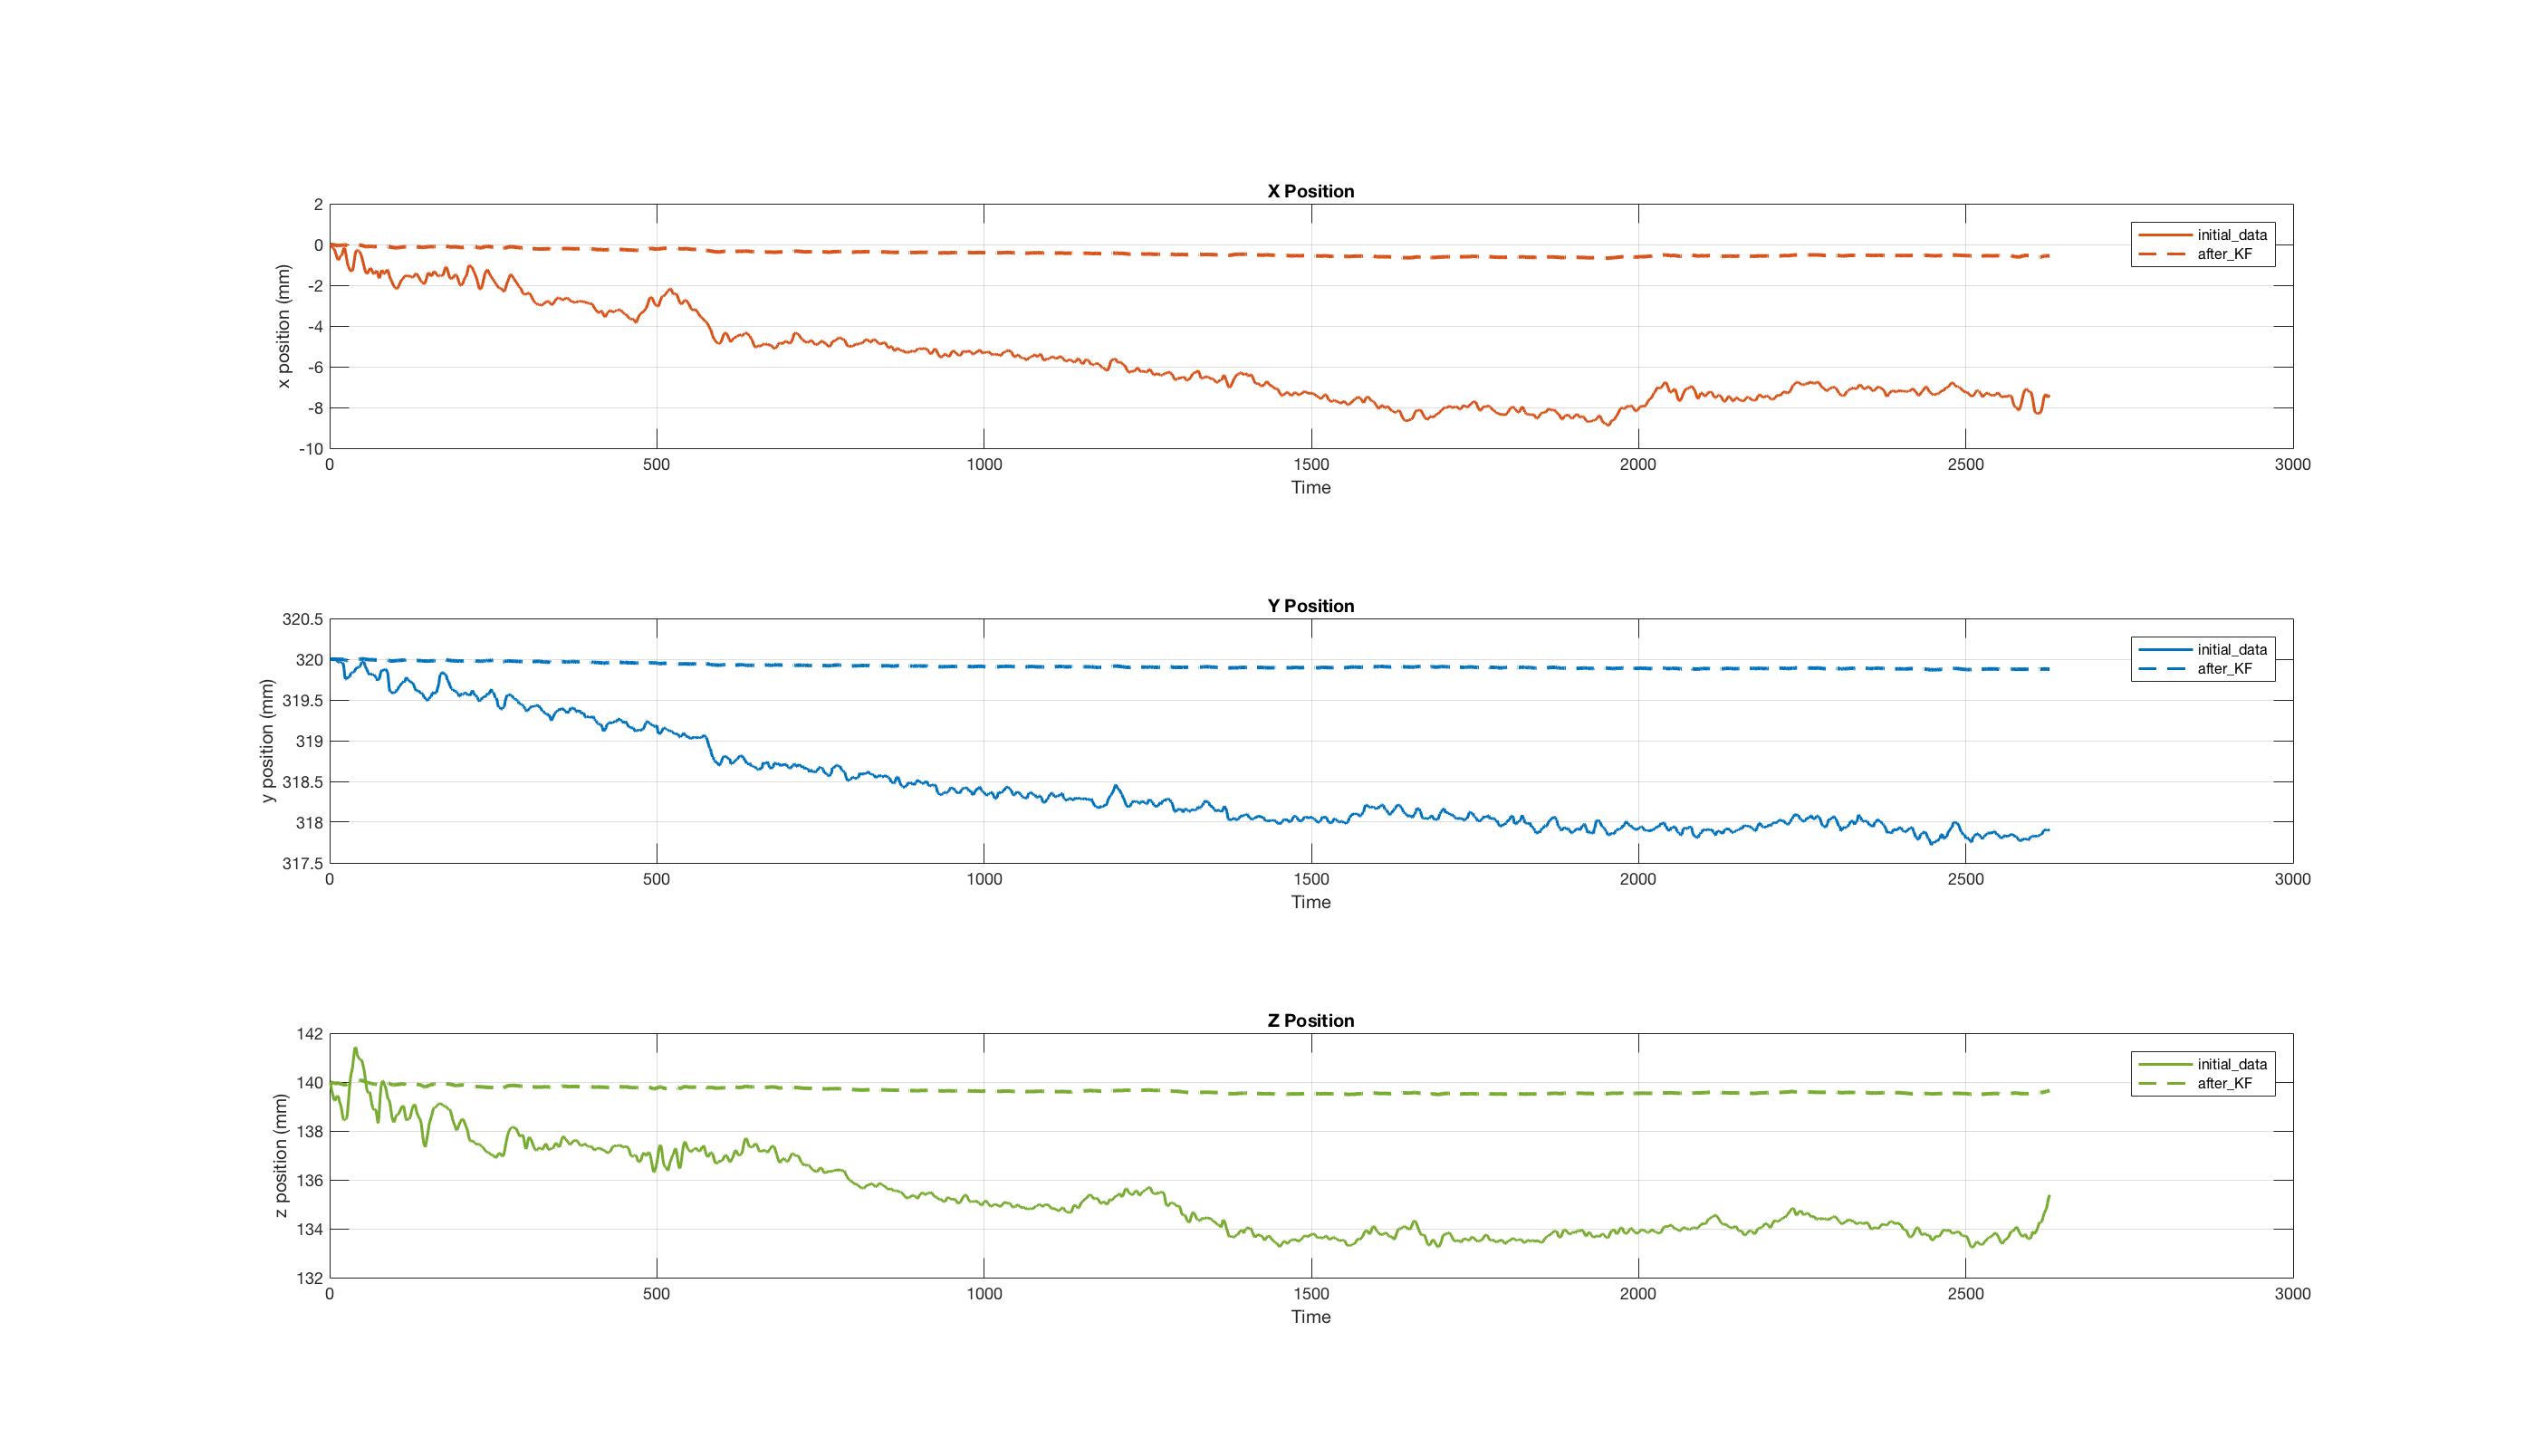 X Position
2
0
-2
-4
-6
-8
-10
x position (mm)
initial_data
after_KF
0 500 1000 1500 2000 2500 3000
Time
Y Position
320.5
320
319.5
319
318.5
318
317.5
y position (mm)
initial_data
after_KF
0 500 1000 1500 2000 2500 3000
Time
Z Position
142
140
138
136
134
132
z position (mm)
initial_data
after_KF
0 500 1000 1500 2000 2500 3000
Time